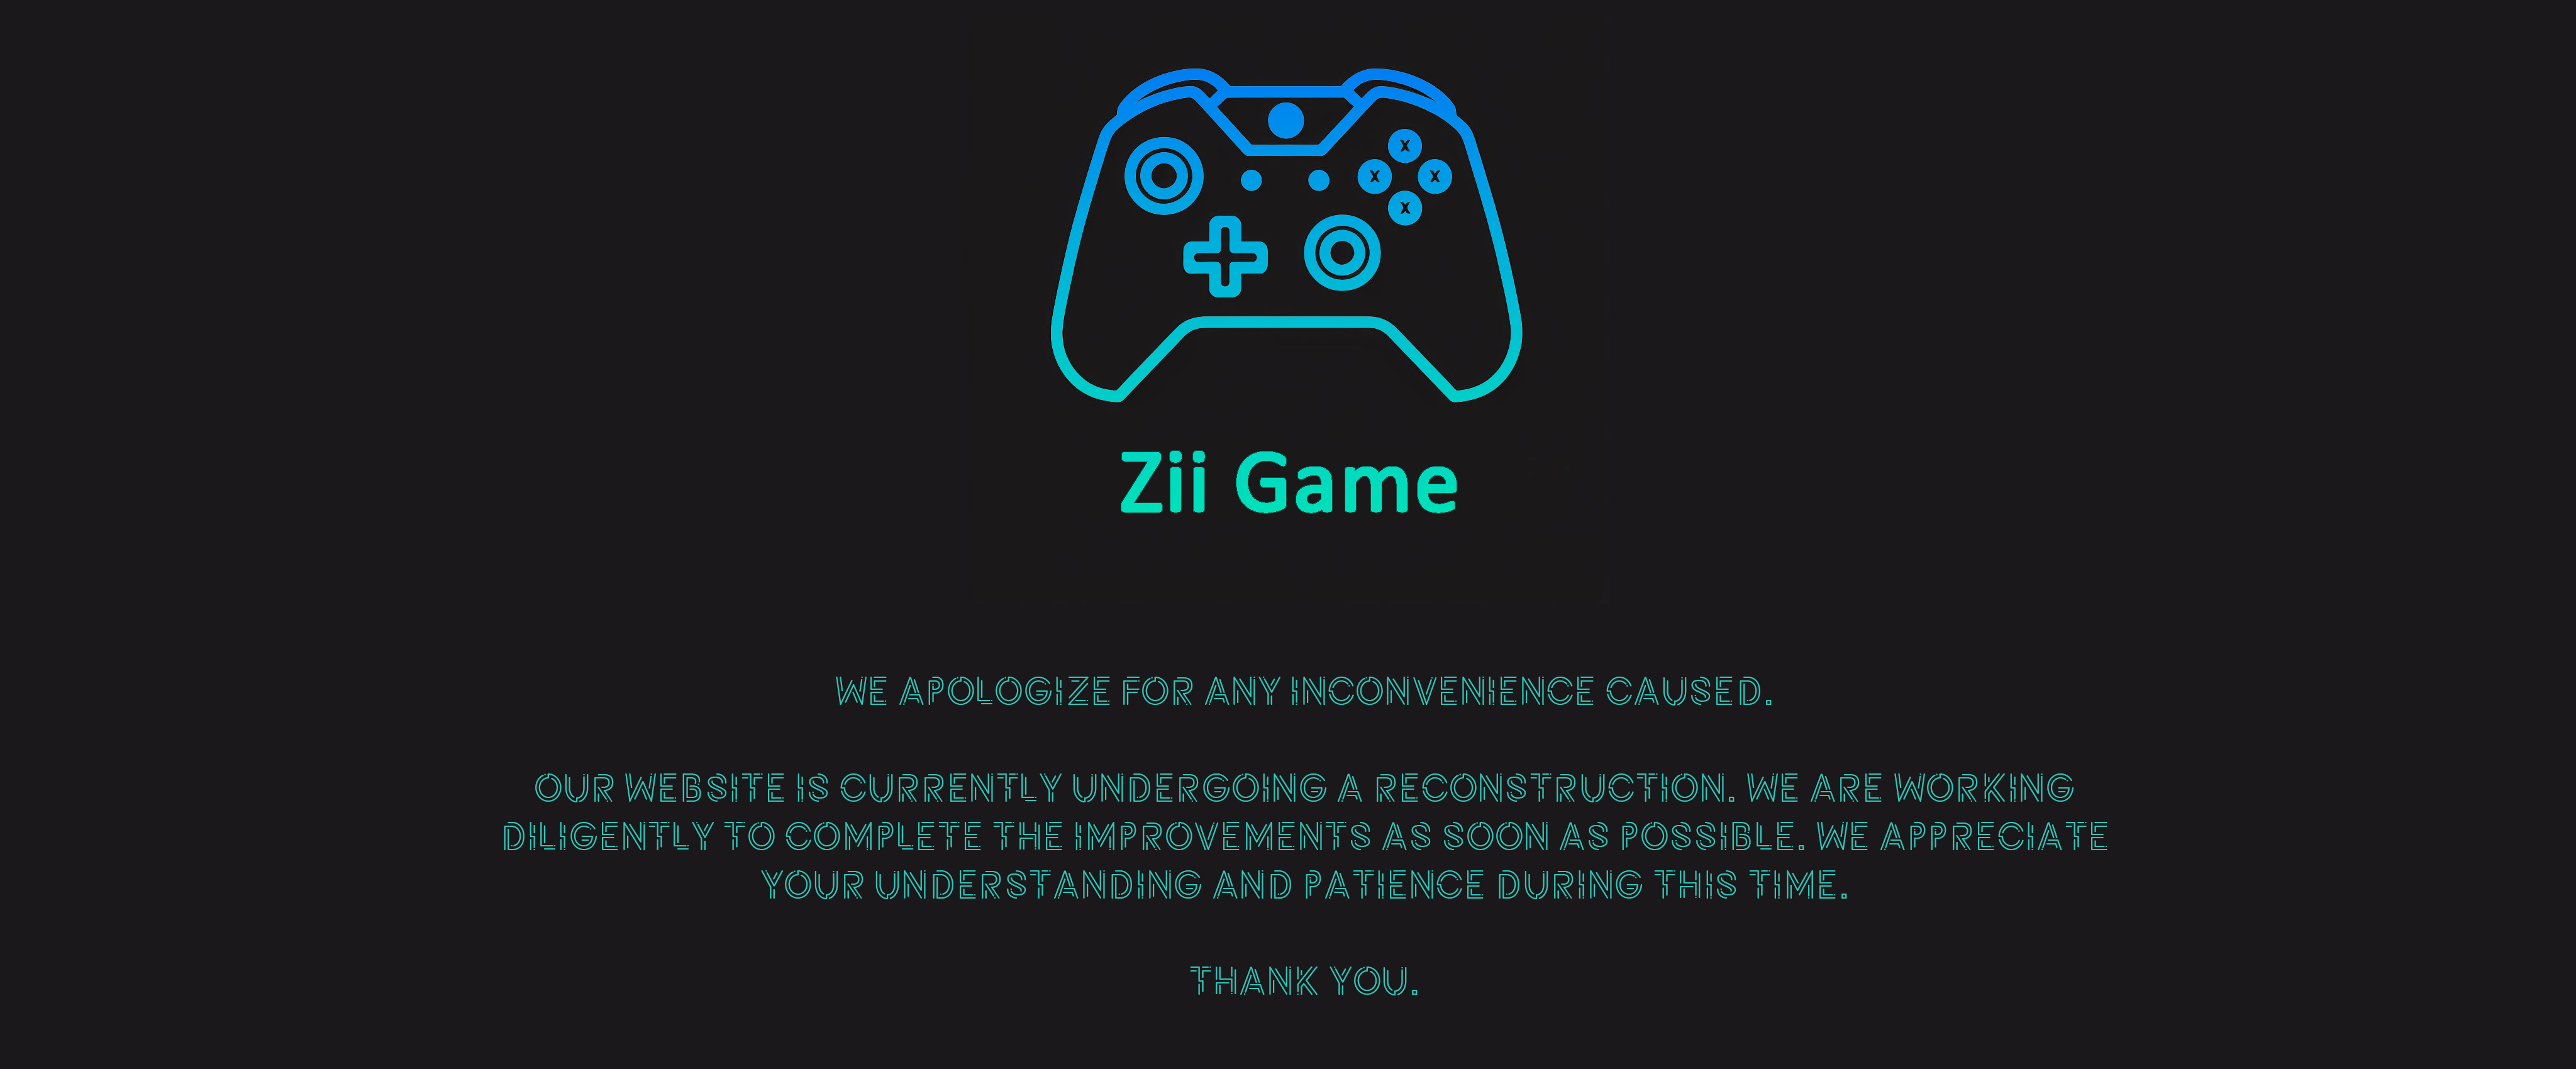 X
X X
X
Zii Game
WE APOLOGIZE FOR ANY INCONVENIENCE CAUSED.
OUR WEBSITE IS CURRENTLY UNDERGOING A RECONSTRUCTION. WE ARE WORKING
DILIGENTLY TO COMPLETE THE IMPROVEMENTS AS SOON AS POSSIBLE. WE APPRECIATE
YOUR UNDERSTANDING AND PATIENCE DURING THIS TIME.
THANK YOU.